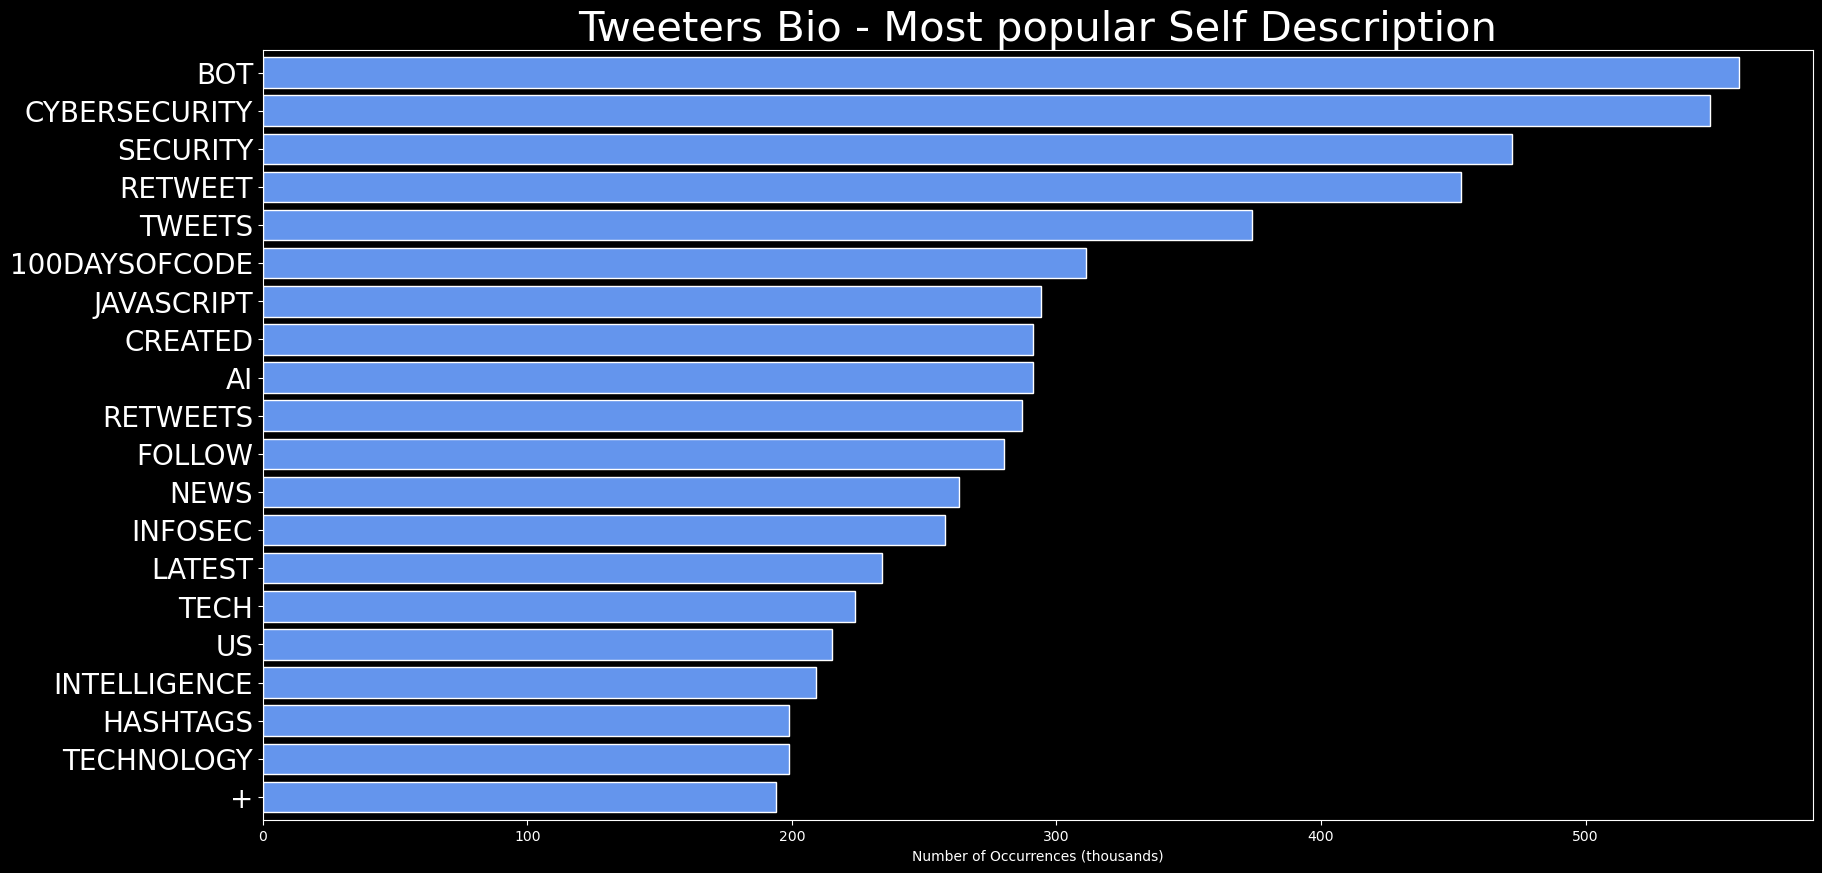 Tweeters Bio - Most popular Self Description
BOT
CYBERSECURITY
SECURITY
RETWEET
TWEETS
100DAYSOFCODE
JAVASCRIPT
CREATED
AI
RETWEETS
FOLLOW
NEWS
INFOSEC
LATEST
TECH
US
INTELLIGENCE
HASHTAGS
TECHNOLOGY
+
0 100 200 300 400 500
Number of Occurrences (thousands)